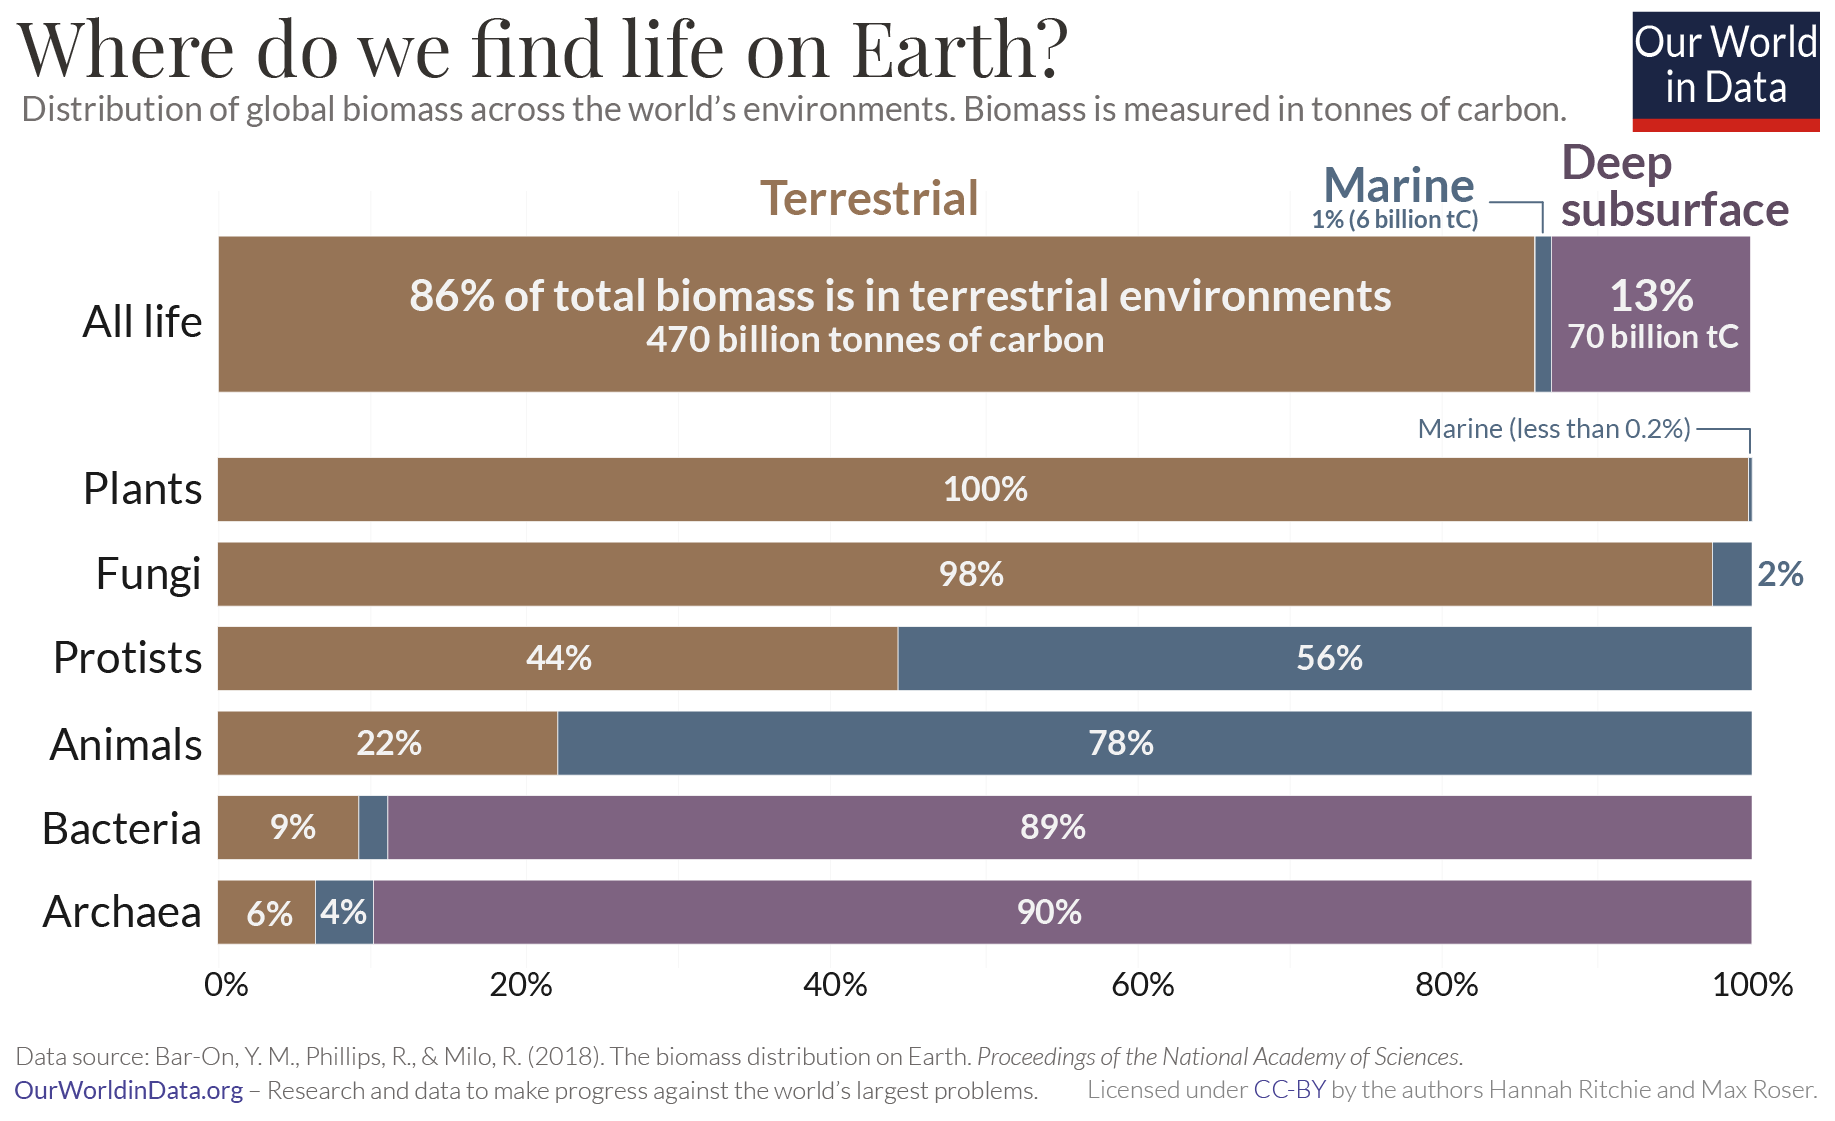 Where do we find life on Earth?
Distribution of global biomass across the world’s environments. Biomass is measured in tonnes of carbon.
Our World
in Data
Terrestrial
Marine
1% (6 billion tC)
Deep
subsurface
All life
86% of total biomass is in terrestrial environments
470 billion tonnes of carbon
13%
70 billion tC
Marine (less than 0.2%)
Plants
100%
Fungi
98%
2%
Protists
44%
56%
Animals
22%
78%
Bacteria
9%
89%
Archaea
6%
4%
90%
0%
20%
40%
60%
80%
100%
Data source: Bar-On, Y. M., Phillips, R., & Milo, R. (2018). The biomass distribution on Earth. Proceedings of the National Academy of Sciences.
OurWorldinData.org – Research and data to make progress against the world’s largest problems.
Licensed under CC-BY by the authors Hannah Ritchie and Max Roser.